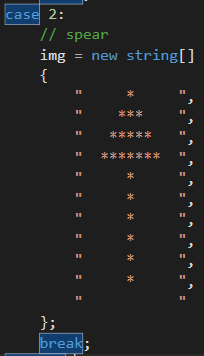 case 2:
    // spear
    img = new string[]
    {
        "     *     ",
        "    ***    ",
        "   *****   ",
        "  *******  ",
        "     *     ",
        "     *     ",
        "     *     ",
        "     *     ",
        "     *     ",
        "     *     ",
        "           "
    };
    break;